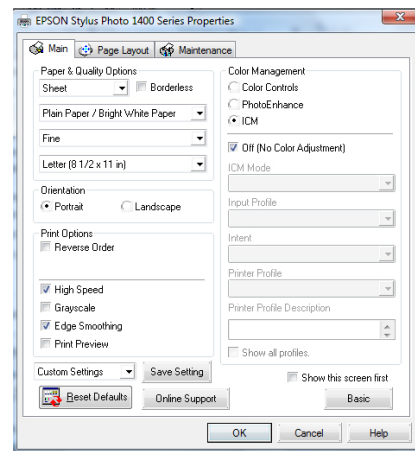 EPSON Stylus Photo 1400 Series Properties
Main
Page Layout
Maintenance
Paper & Quality Options
Sheet
Borderless
Plain Paper / Bright White Paper
Fine
Letter (8 1/2 x 11 in)
Orientation
Portrait
Landscape
Print Options
Reverse Order
High Speed
Grayscale
Edge Smoothing
Print Preview
Custom Settings
Save Setting
Reset Defaults
Online Support
Color Management
Color Controls
PhotoEnhance
ICM
Off (No Color Adjustment)
ICM Mode
Input Profile
Intent
Printer Profile
Printer Profile Description
Show all profiles.
Show this screen first
Basic
OK
Cancel
Help